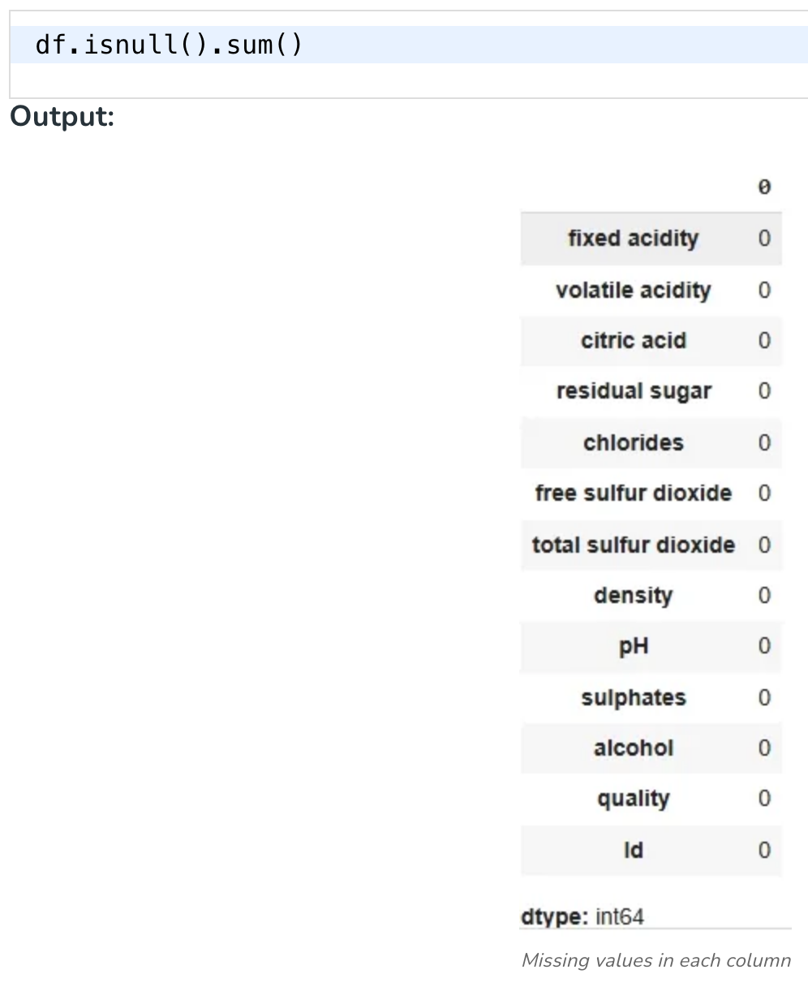 df.isnull().sum()
Output:
0
fixed acidity 0
volatile acidity 0
citric acid 0
residual sugar 0
chlorides 0
free sulfur dioxide 0
total sulfur dioxide 0
density 0
pH 0
sulphates 0
alcohol 0
quality 0
Id 0
dtype: int64
Missing values in each column